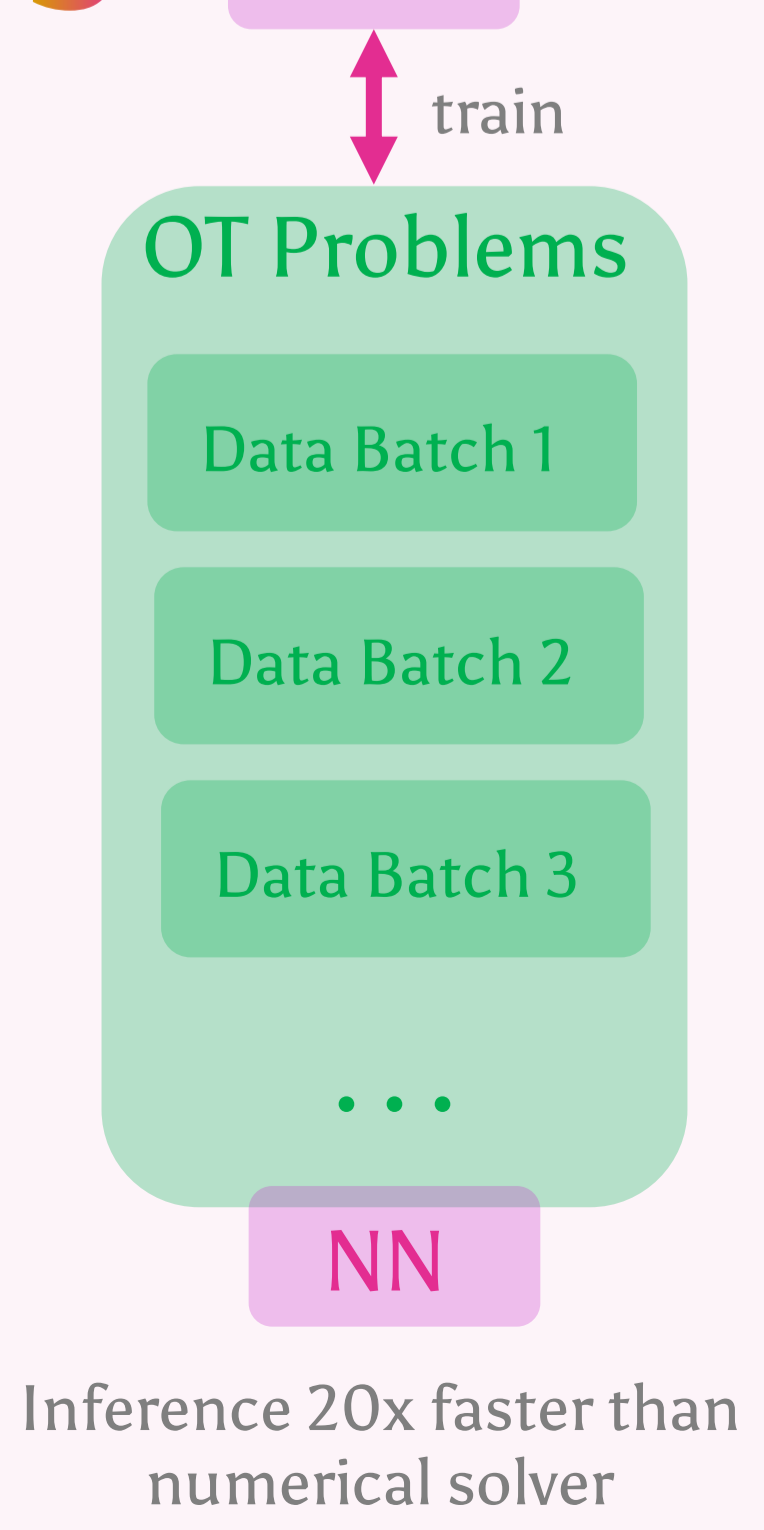 train
OT Problems
Data Batch 1
Data Batch 2
Data Batch 3
...
NN
Inference 20x faster than
numerical solver